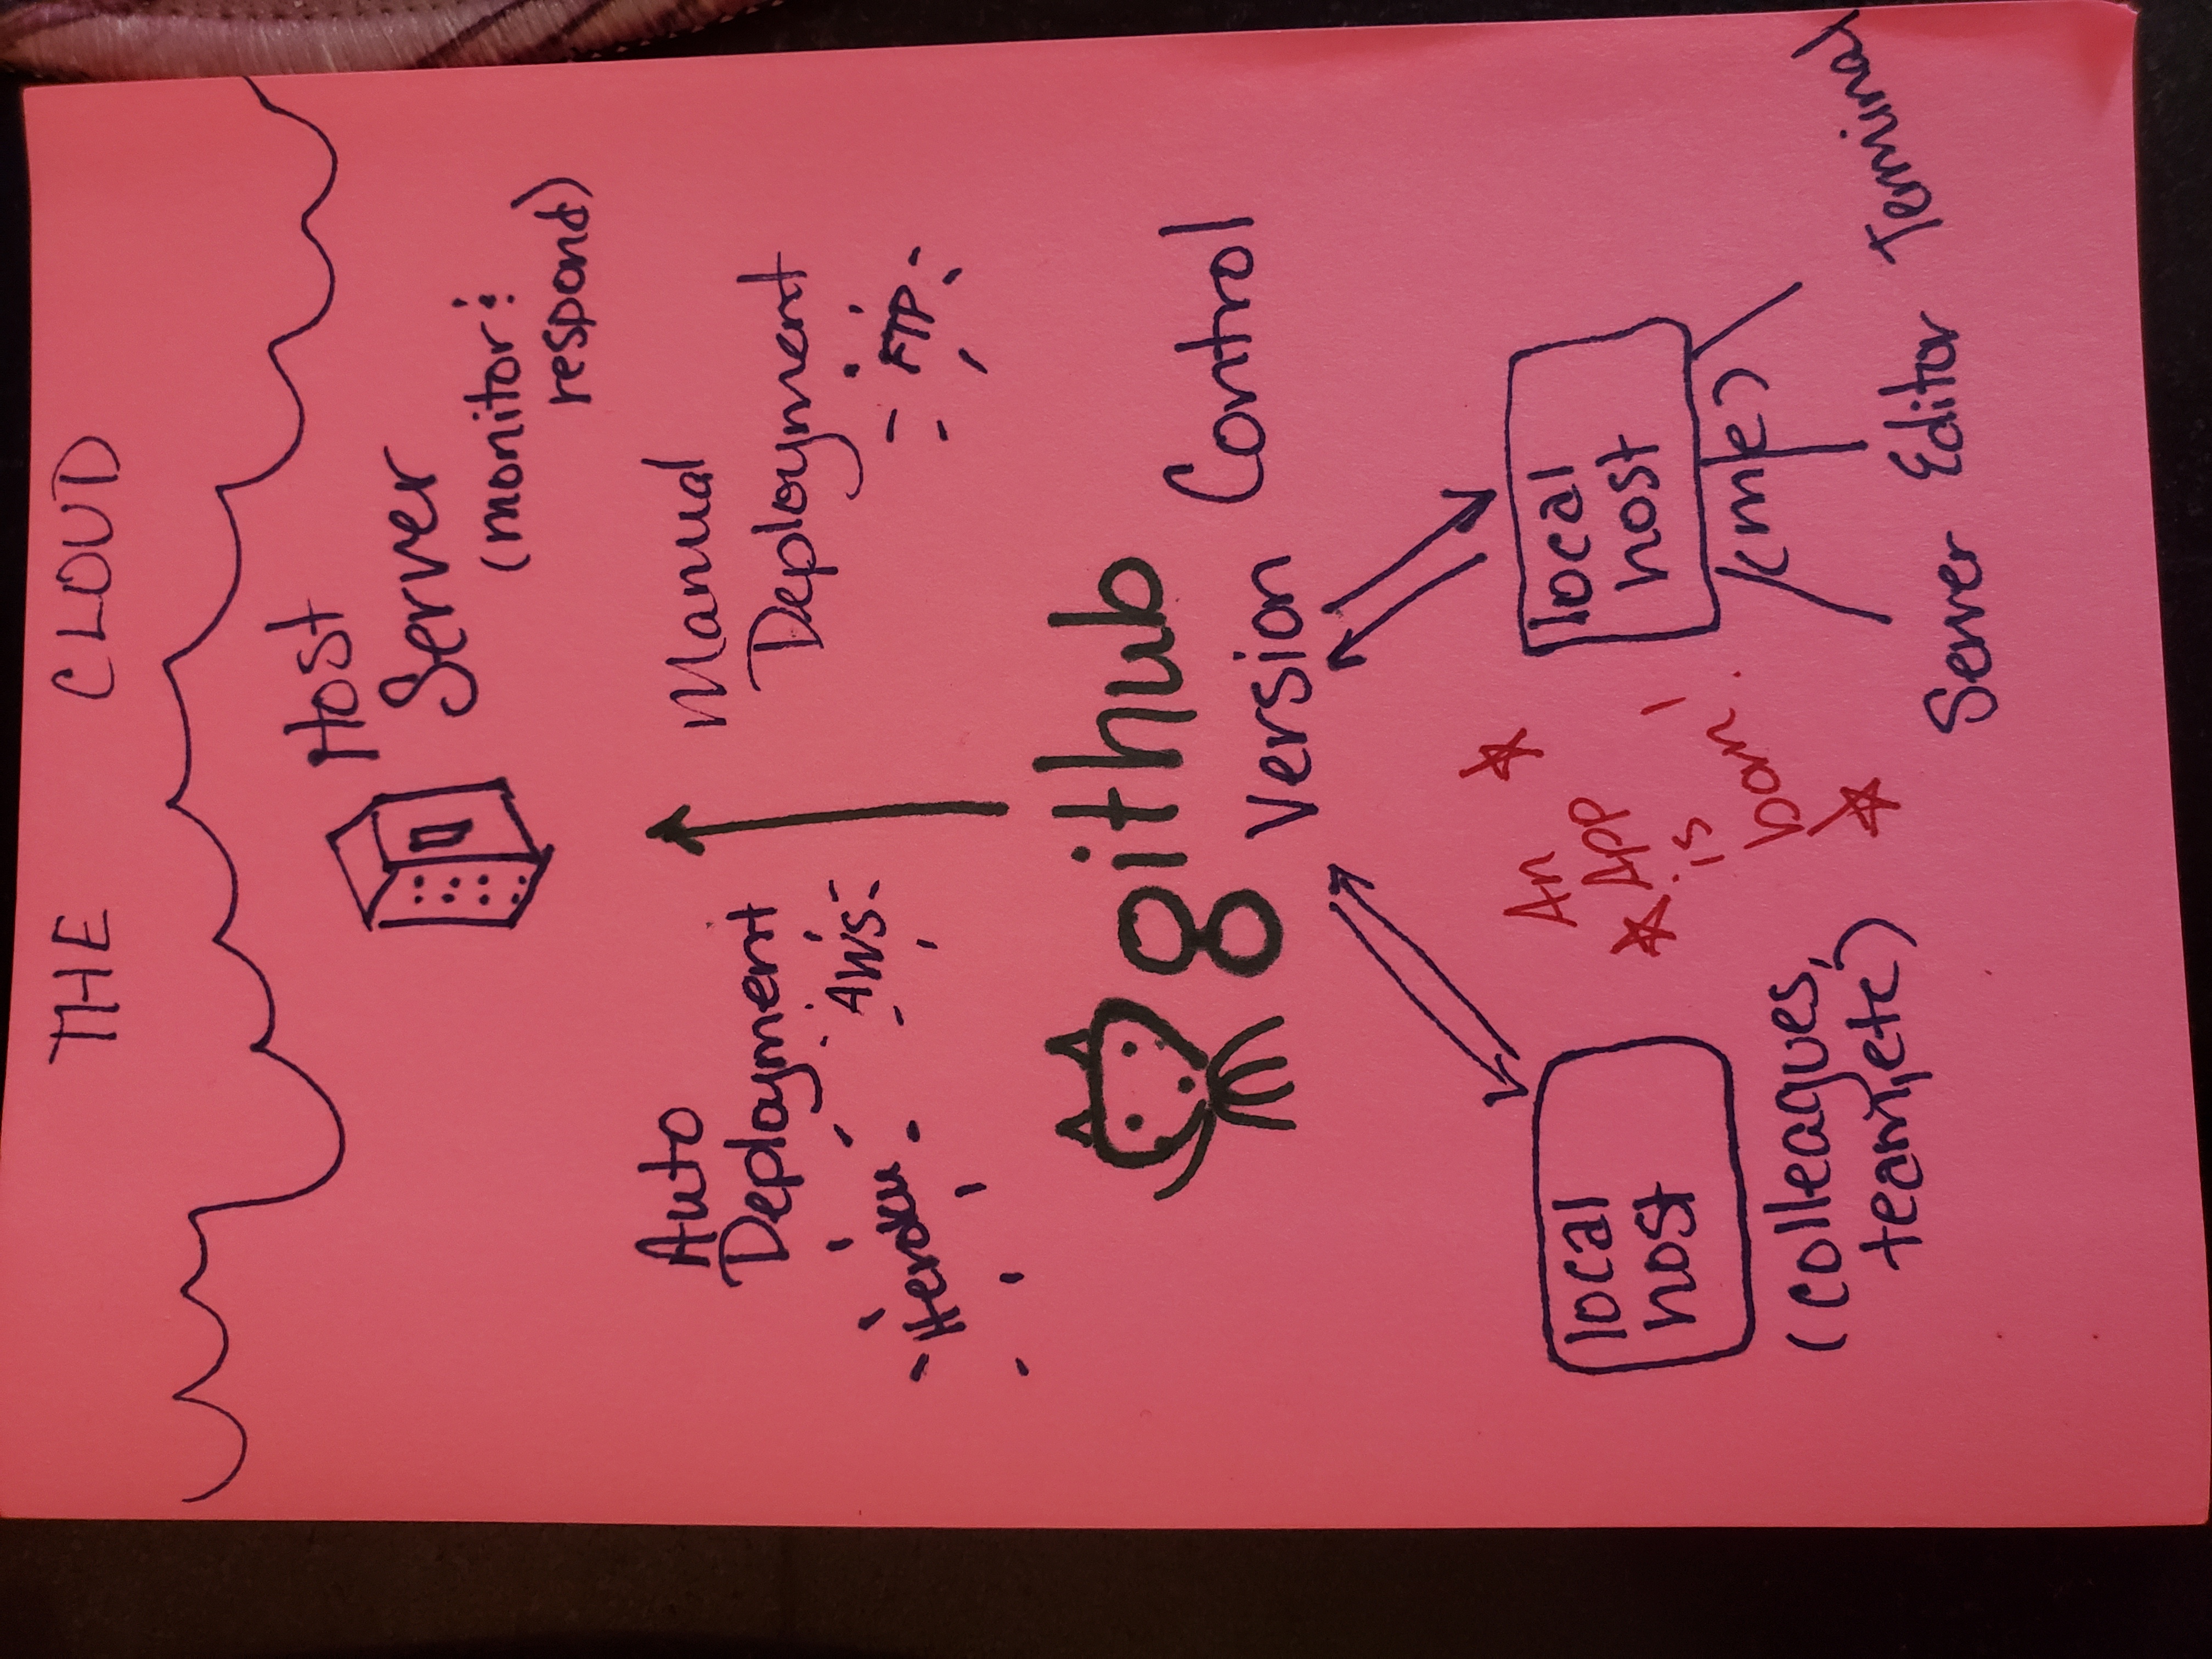 THE CLOUD
Host
Server
(monitor &
respond)
Auto
Deployment
Heroku
AWS
Manual
Deployment
FTP
github
Version Control
local
host
(colleagues,
team, etc)
An
App
is
born!
local
host
(me)
Server Editor Terminal